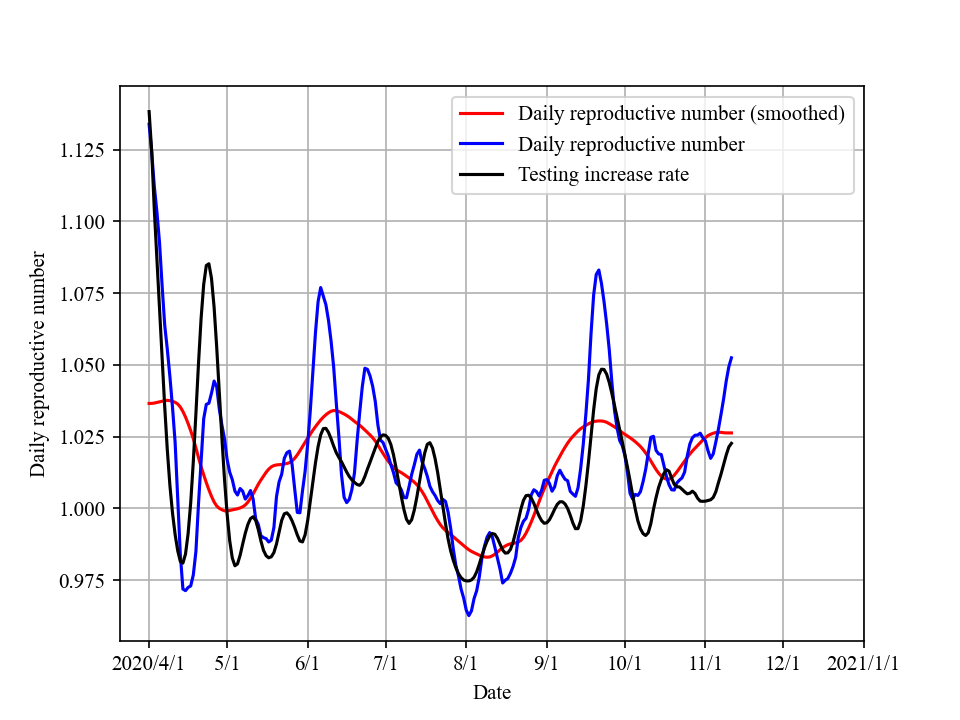 Daily reproductive number (smoothed)
Daily reproductive number
Testing increase rate
Daily reproductive number
1.125
1.100
1.075
1.050
1.025
1.000
0.975
2020/4/1 5/1 6/1 7/1 8/1 9/1 10/1 11/1 12/1 2021/1/1
Date